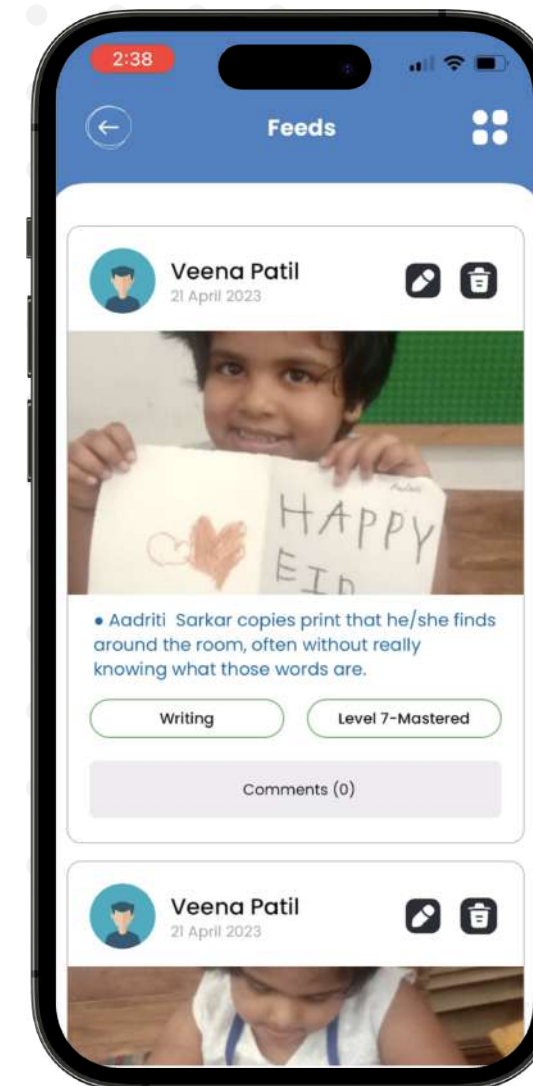 2:38
Feeds
Veena Patil
21 April 2023
HAPPY
EID
• Aadriti Sarkar copies print that he/she finds
around the room, often without really
knowing what those words are.
Writing
Level 7-Mastered
Comments (0)
Veena Patil
21 April 2023